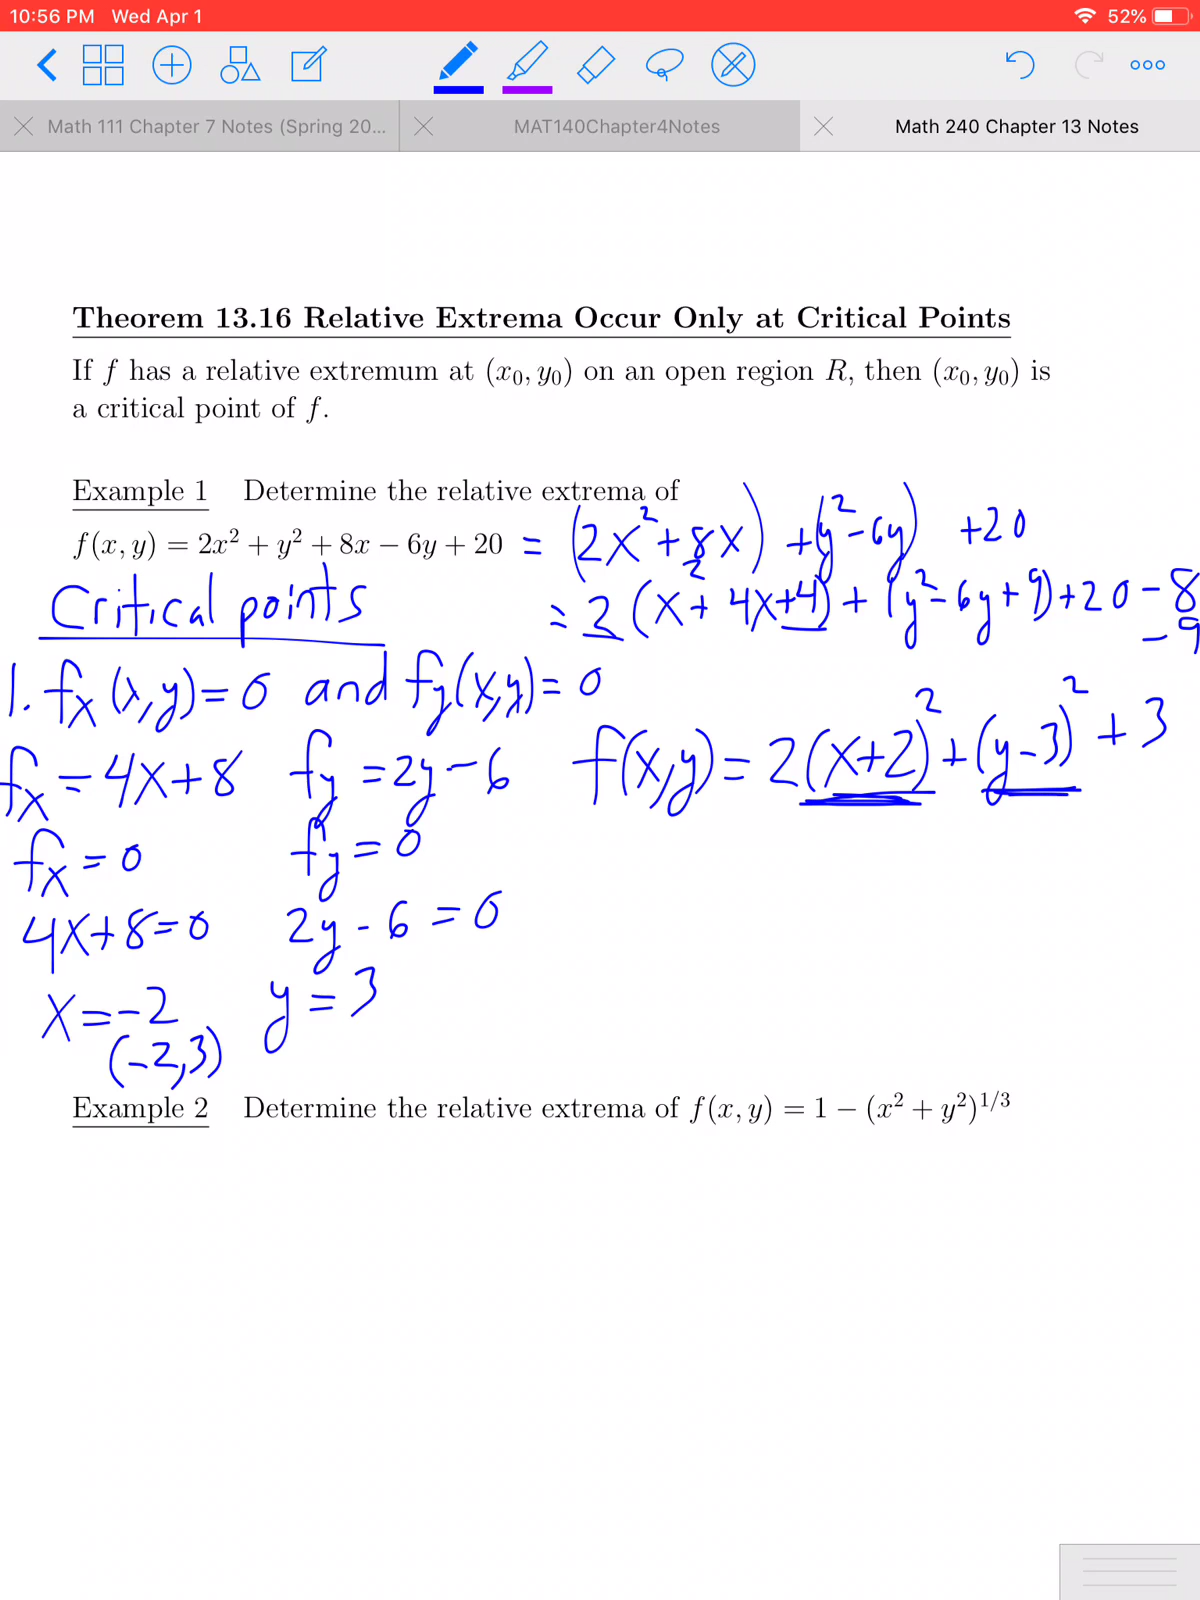 10:56 PM Wed Apr 1 52%
Math 111 Chapter 7 Notes (Spring 20... MAT140Chapter4Notes Math 240 Chapter 13 Notes
Theorem 13.16 Relative Extrema Occur Only at Critical Points
If f has a relative extremum at (x₀, y₀) on an open region R, then (x₀, y₀) is
a critical point of f.
Example 1 Determine the relative extrema of
f(x, y) = 2x² + y² + 8x − 6y + 20 = (2x²+8x) +(y²-6y) +20
= 2(x²+4x+4)+(y²-6y+9)+20-8
-9
Critical points
1. fx(x,y)=0 and fy(x,y)=0
fx=4x+8 fy=2y-6 f(x,y)=2(x+2)²+(y-3)²+3
fx=0 fy=0
4x+8=0 2y-6=0
x=-2 y=3
(-2,3)
Example 2 Determine the relative extrema of f(x, y) = 1 − (x² + y²)^1/3